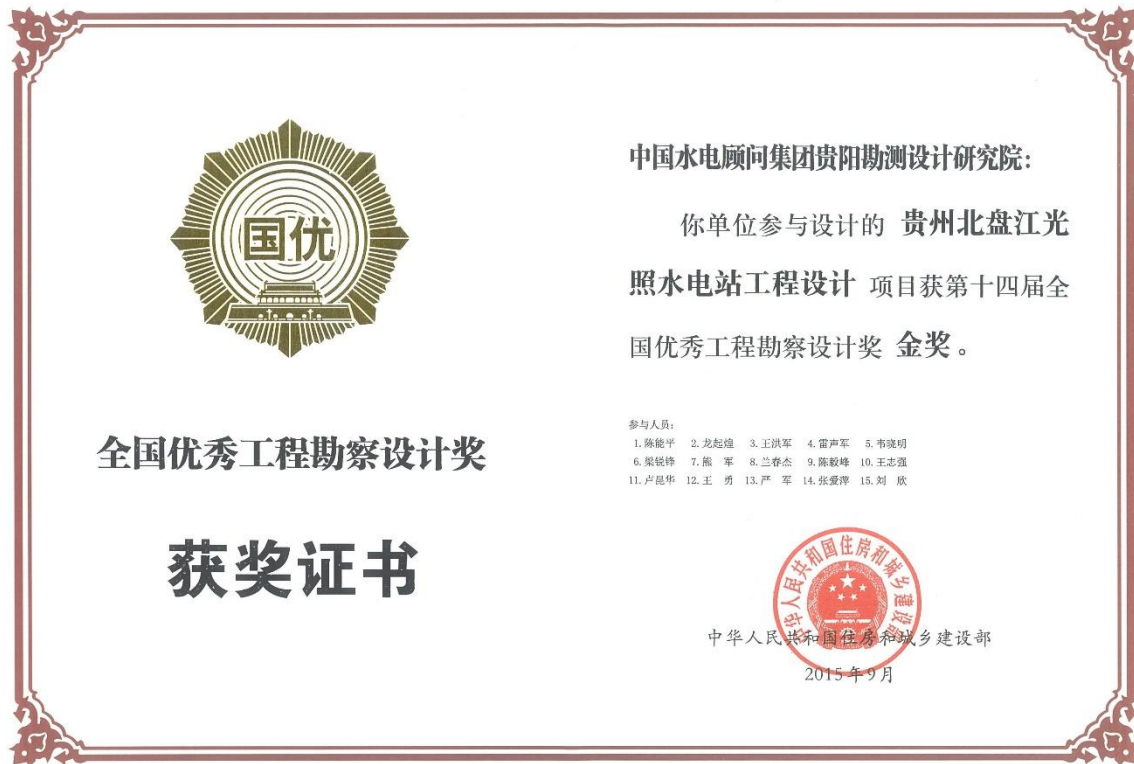 国优
全国优秀工程勘察设计奖
获奖证书
中国水电顾问集团贵阳勘测设计研究院：
你单位参与设计的 贵州北盘江光
照水电站工程设计 项目获第十四届全
国优秀工程勘察设计奖 金奖。
参与人员：
1.陈能平 2.龙起煌 3.王洪军 4.雷声军 5.韦晓明
6.梁锐锋 7.熊 军 8.兰春杰 9.陈毅峰 10.王志强
11.卢昆华 12.王 勇 13.严 军 14.张爱萍 15.刘 欣
中华人民共和国住房和城乡建设部
中华人民共和国住房和城乡建设部
2015年9月